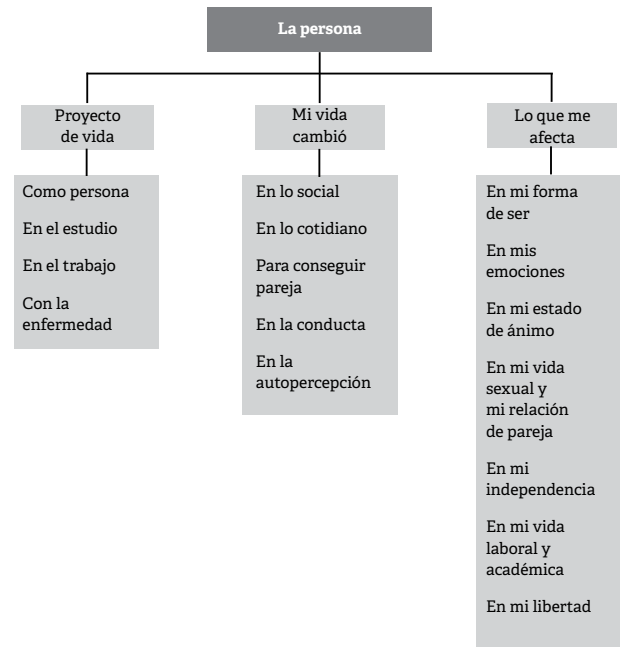 La persona
Proyecto
de vida
Como persona
En el estudio
En el trabajo
Con la
enfermedad
Mi vida
cambió
En lo social
En lo cotidiano
Para conseguir
pareja
En la conducta
En la
autopercepción
Lo que me
afecta
En mi forma
de ser
En mis
emociones
En mi estado
de ánimo
En mi vida
sexual y
mi relación
de pareja
En mi
independencia
En mi vida
laboral y
académica
En mi libertad